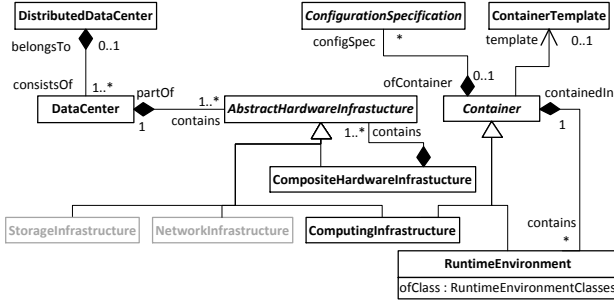 DistributedDataCenter
ConfigurationSpecification
ContainerTemplate
belongsTo
0..1
configSpec
*
template
0..1
consistsOf
1..*
partOf
ofContainer
0..1
DataCenter
1
contains
1..*
AbstractHardwareInfrastucture
Container
containedIn
1
1..*
contains
CompositeHardwareInfrastucture
StorageInfrastructure
NetworkInfrastructure
ComputingInfrastructure
contains
*
RuntimeEnvironment
ofClass : RuntimeEnvironmentClasses